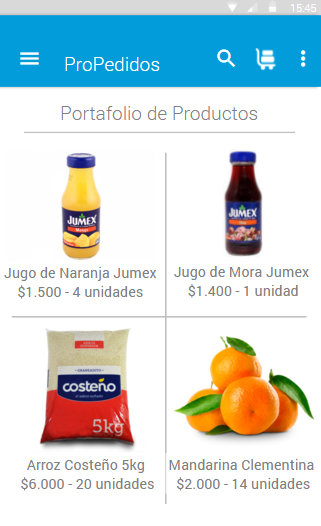 15:45
ProPedidos
Portafolio de Productos
JUMEX
Mango
JUMEX
Jugo de Naranja Jumex
$1.500 - 4 unidades
Jugo de Mora Jumex
$1.400 - 1 unidad
costeño
5kg
Arroz Costeño 5kg
$6.000 - 20 unidades
Mandarina Clementina
$2.000 - 14 unidades